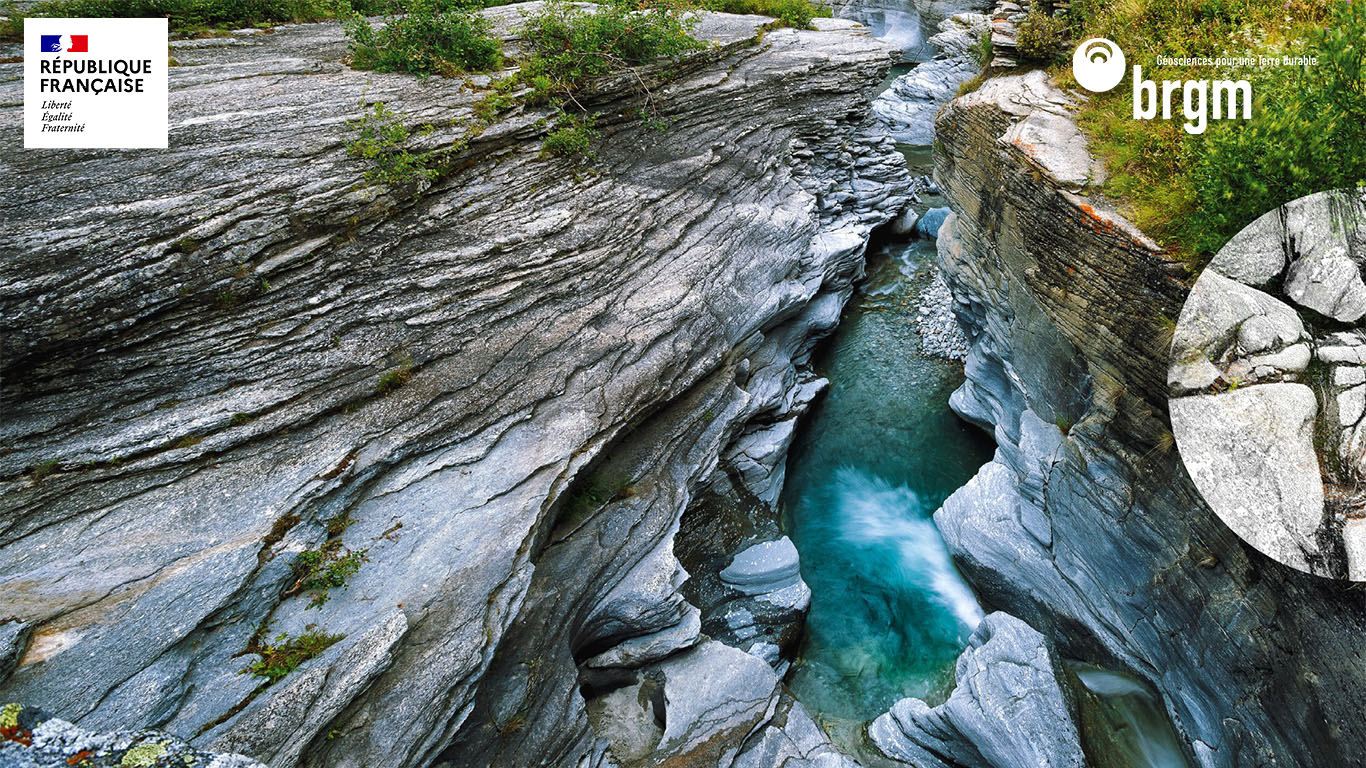 RÉPUBLIQUE
FRANÇAISE
Liberté
Égalité
Fraternité
Géosciences pour une Terre durable
brgm